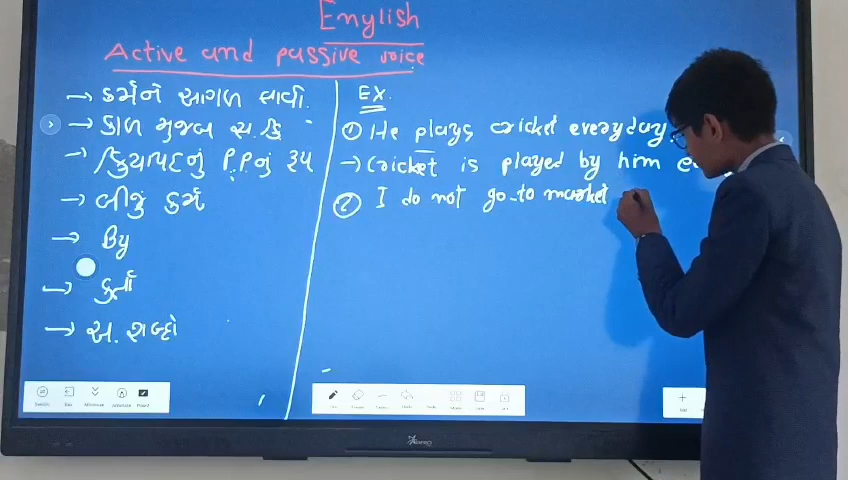 English
Active and passive voice
→ કર્મને આગળ લાવો.
→ કાળ મુજબ સ.ક્રિ
→ ક્રિયાપદનું P.P.નું રૂપ
→ બીજું કર્મ
→ By
→ કર્તા
→ અ. શબ્દો
EX.
① He plays cricket everyday.
→ Cricket is played by him
② I do not go to market